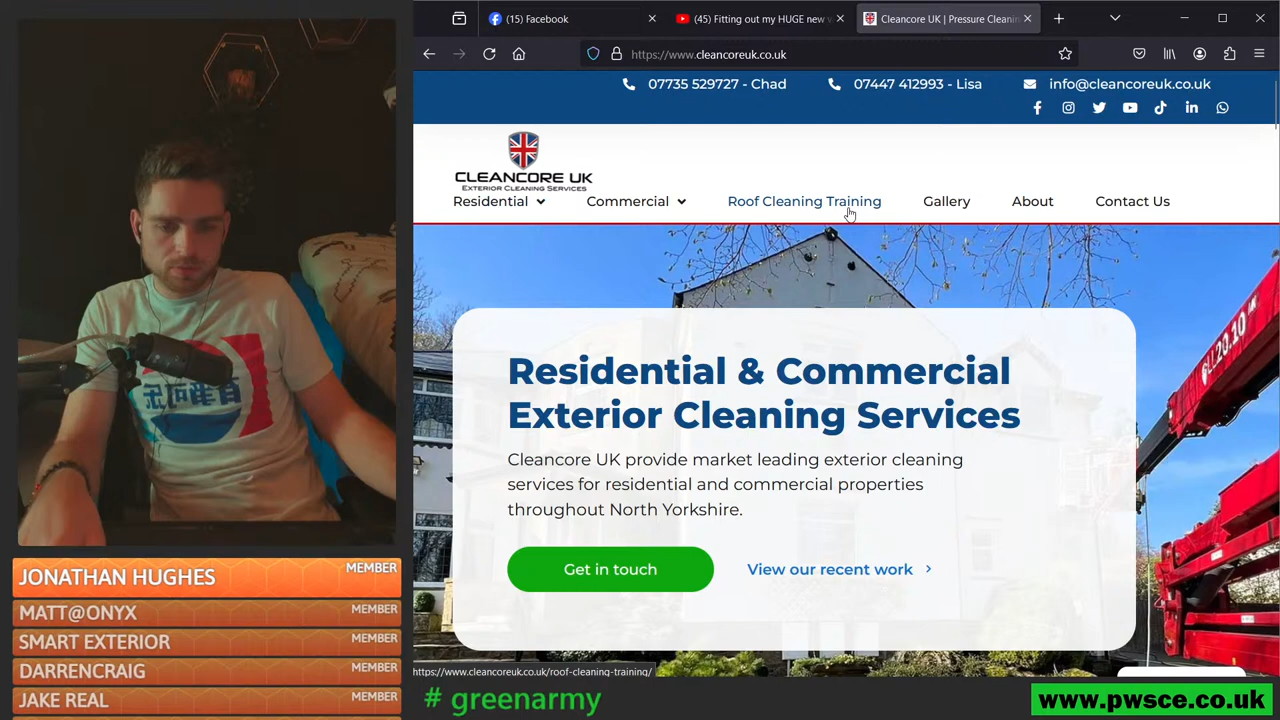 (15) Facebook
(45) Fitting out my HUGE new v
Cleancore UK | Pressure Cleanin
https://www.cleancoreuk.co.uk
07735 529727 - Chad
07447 412993 - Lisa
info@cleancoreuk.co.uk
CLEANCORE UK
EXTERIOR CLEANING SERVICES
Residential
Commercial
Roof Cleaning Training
Gallery
About
Contact Us
Residential & Commercial
Exterior Cleaning Services
Cleancore UK provide market leading exterior cleaning
services for residential and commercial properties
throughout North Yorkshire.
Get in touch
View our recent work
https://www.cleancoreuk.co.uk/roof-cleaning-training/
JONATHAN HUGHES
MEMBER
MATT@ONYX
MEMBER
SMART EXTERIOR
MEMBER
DARRENCRAIG
MEMBER
JAKE REAL
MEMBER
# greenarmy
www.pwsce.co.uk